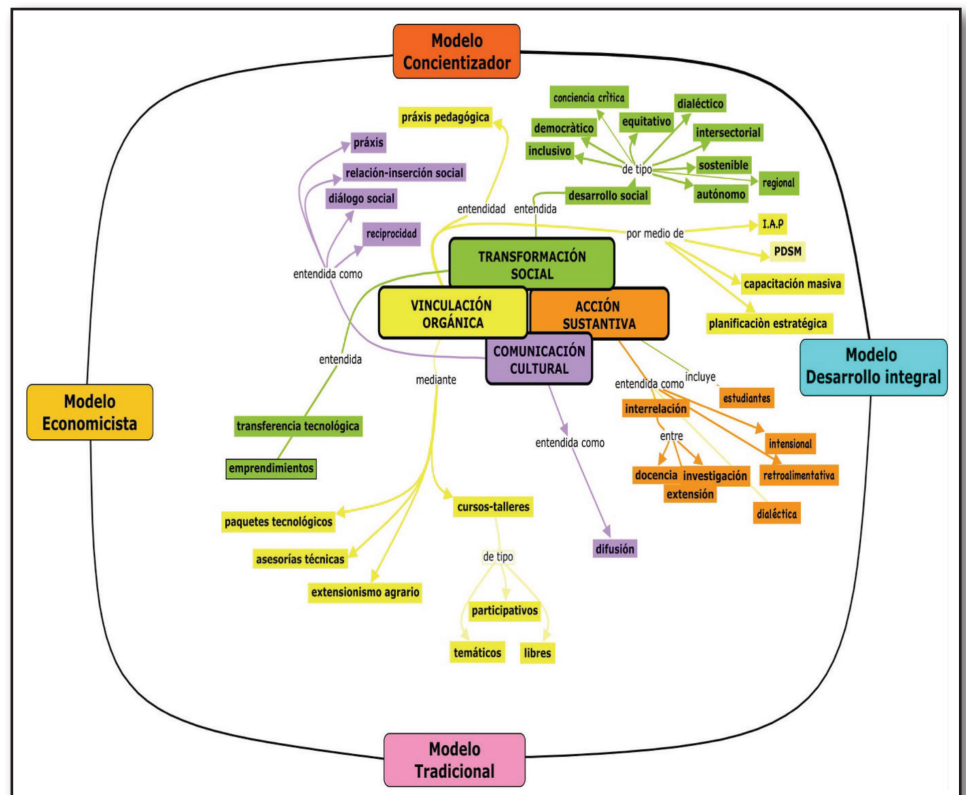 Modelo
Concientizador
conciencia crìtica
dialéctico
práxis pedagógica
equitativo
democràtico
intersectorial
práxis
inclusivo
de tipo
sostenible
relación-inserción social
regional
diálogo social
desarrollo social
autónomo
entendidad
entendida
I.A.P
reciprocidad
por medio de
PDSM
TRANSFORMACIÓN
SOCIAL
entendida como
capacitación masiva
VINCULACIÓN
ORGÁNICA
ACCIÓN
SUSTANTIVA
planificaciòn estratégica
COMUNICACIÓN
CULTURAL
entendida
mediante
incluye
Modelo
Desarrollo integral
entendida como
estudiantes
Modelo
Economicista
interrelación
transferencia tecnológica
entendida como
entre
intensional
emprendimientos
docencia
investigación
retroalimentativa
extensión
cursos-talleres
dialéctica
paquetes tecnológicos
difusión
asesorías técnicas
de tipo
extensionismo agrario
participativos
temáticos
libres
Modelo
Tradicional